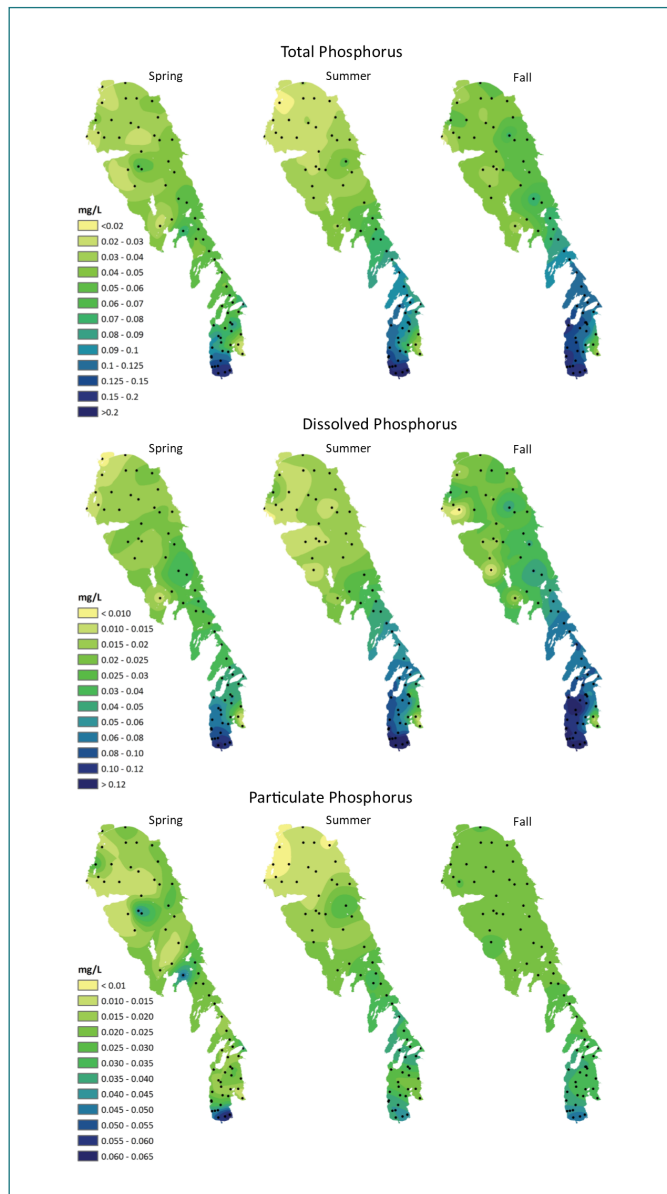 Total Phosphorus
Spring
Summer
Fall
mg/L
<0.02
0.02 - 0.03
0.03 - 0.04
0.04 - 0.05
0.05 - 0.06
0.06 - 0.07
0.07 - 0.08
0.08 - 0.09
0.09 - 0.1
0.1 - 0.125
0.125 - 0.15
0.15 - 0.2
>0.2
Dissolved Phosphorus
Spring
Summer
Fall
mg/L
< 0.010
0.010 - 0.015
0.015 - 0.02
0.02 - 0.025
0.025 - 0.03
0.03 - 0.04
0.04 - 0.05
0.05 - 0.06
0.06 - 0.08
0.08 - 0.10
0.10 - 0.12
> 0.12
Particulate Phosphorus
Spring
Summer
Fall
mg/L
< 0.01
0.010 - 0.015
0.015 - 0.020
0.020 - 0.025
0.025 - 0.030
0.030 - 0.035
0.035 - 0.040
0.040 - 0.045
0.045 - 0.050
0.050 - 0.055
0.055 - 0.060
0.060 - 0.065